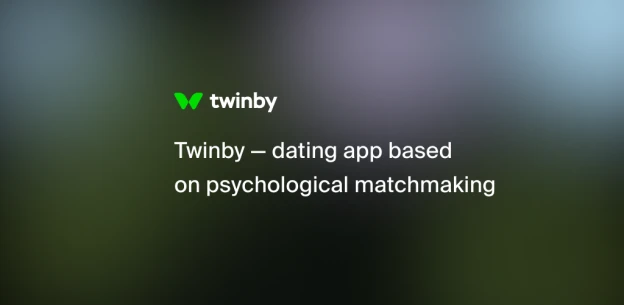 twinby
Twinby — dating app based
on psychological matchmaking